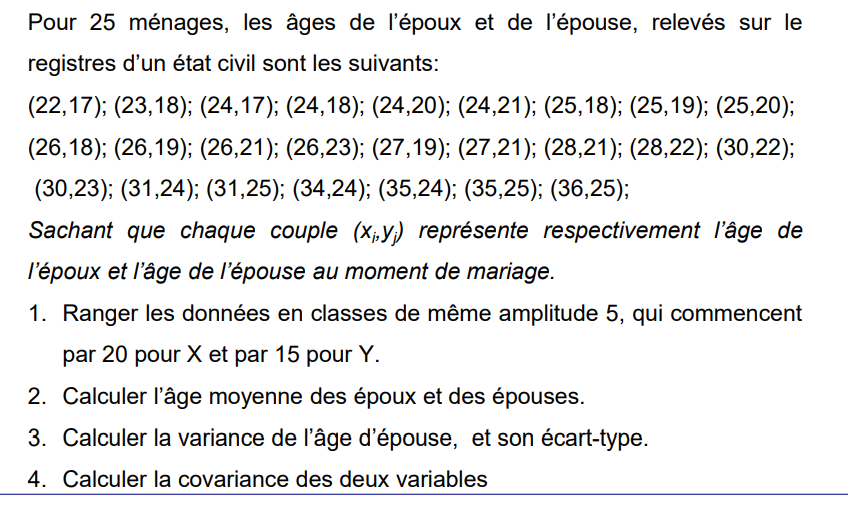 Pour 25 ménages, les âges de l’époux et de l’épouse, relevés sur le
registres d’un état civil sont les suivants:
(22,17); (23,18); (24,17); (24,18); (24,20); (24,21); (25,18); (25,19); (25,20);
(26,18); (26,19); (26,21); (26,23); (27,19); (27,21); (28,21); (28,22); (30,22);
(30,23); (31,24); (31,25); (34,24); (35,24); (35,25); (36,25);
Sachant que chaque couple (xᵢ,yⱼ) représente respectivement l’âge de
l’époux et l’âge de l’épouse au moment de mariage.
1. Ranger les données en classes de même amplitude 5, qui commencent
par 20 pour X et par 15 pour Y.
2. Calculer l’âge moyenne des époux et des épouses.
3. Calculer la variance de l’âge d’épouse, et son écart-type.
4. Calculer la covariance des deux variables